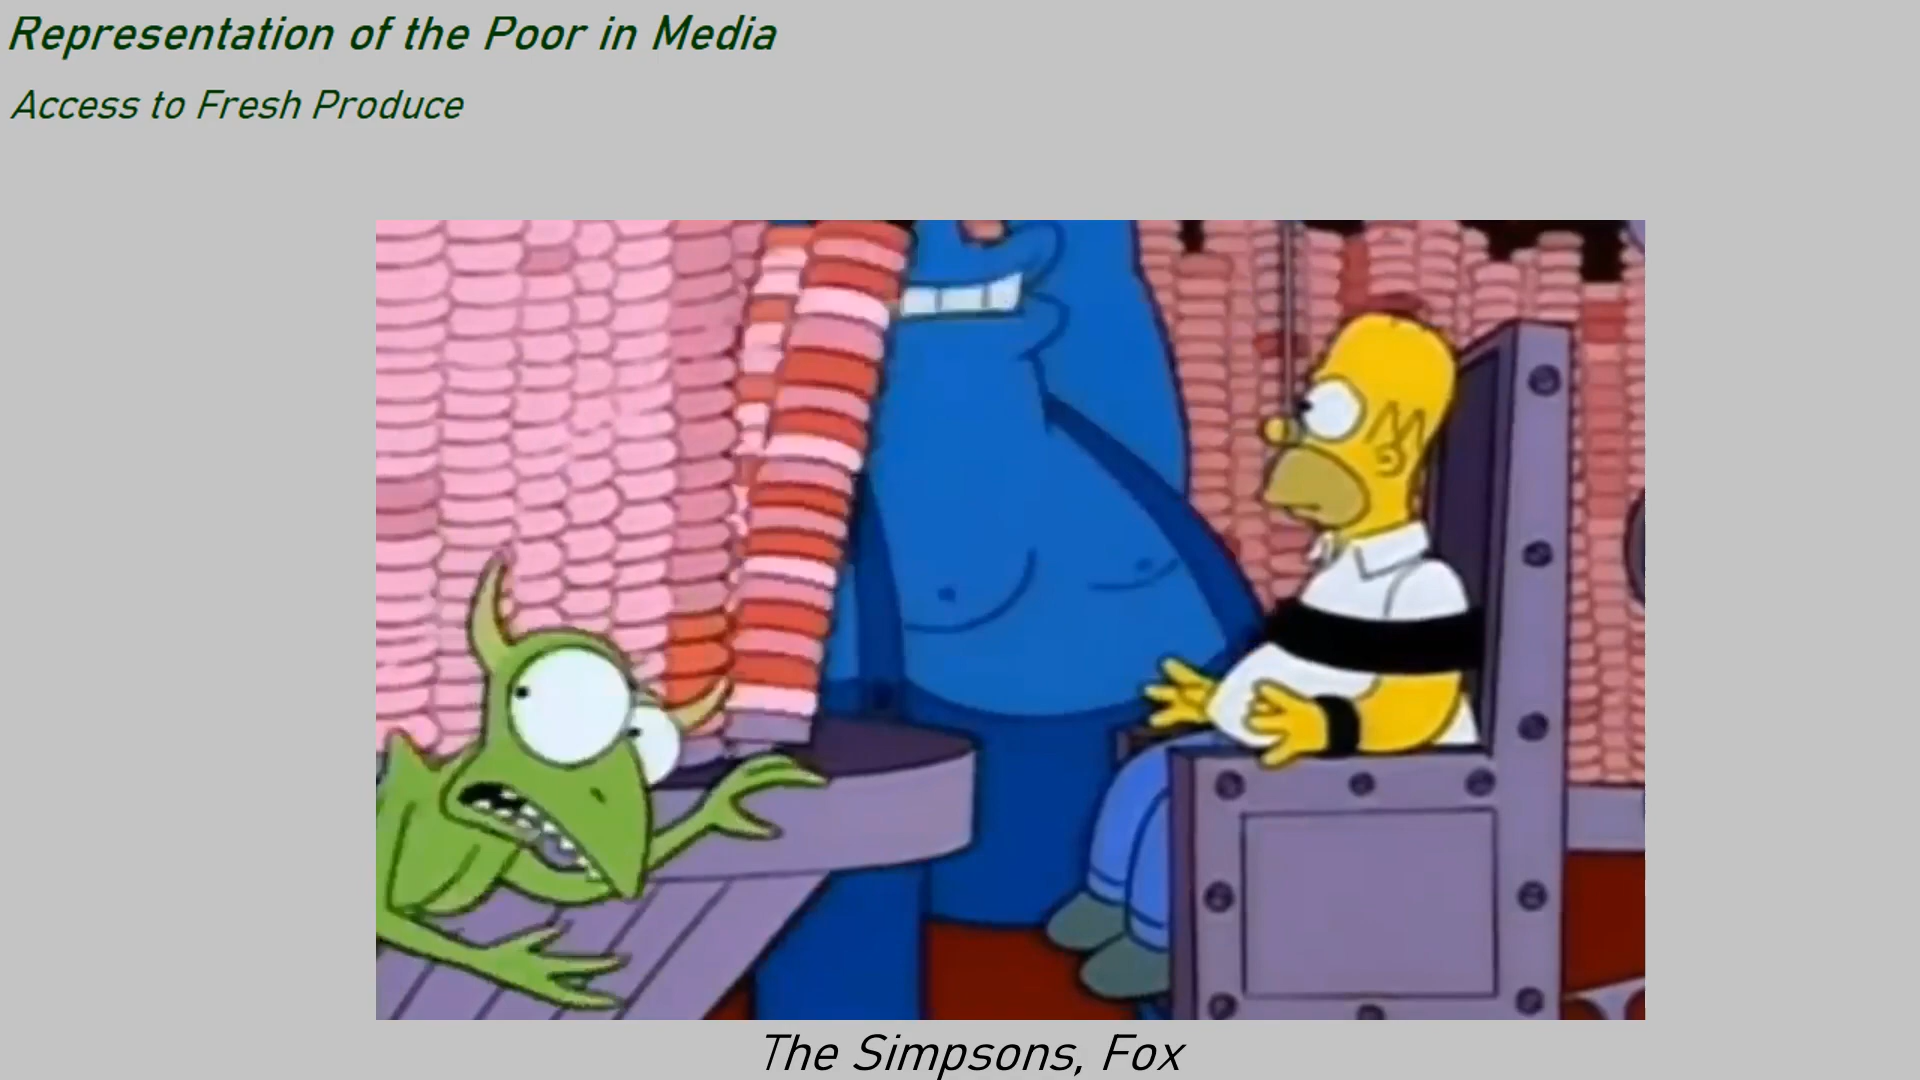 Representation of the Poor in Media
Access to Fresh Produce
The Simpsons, Fox